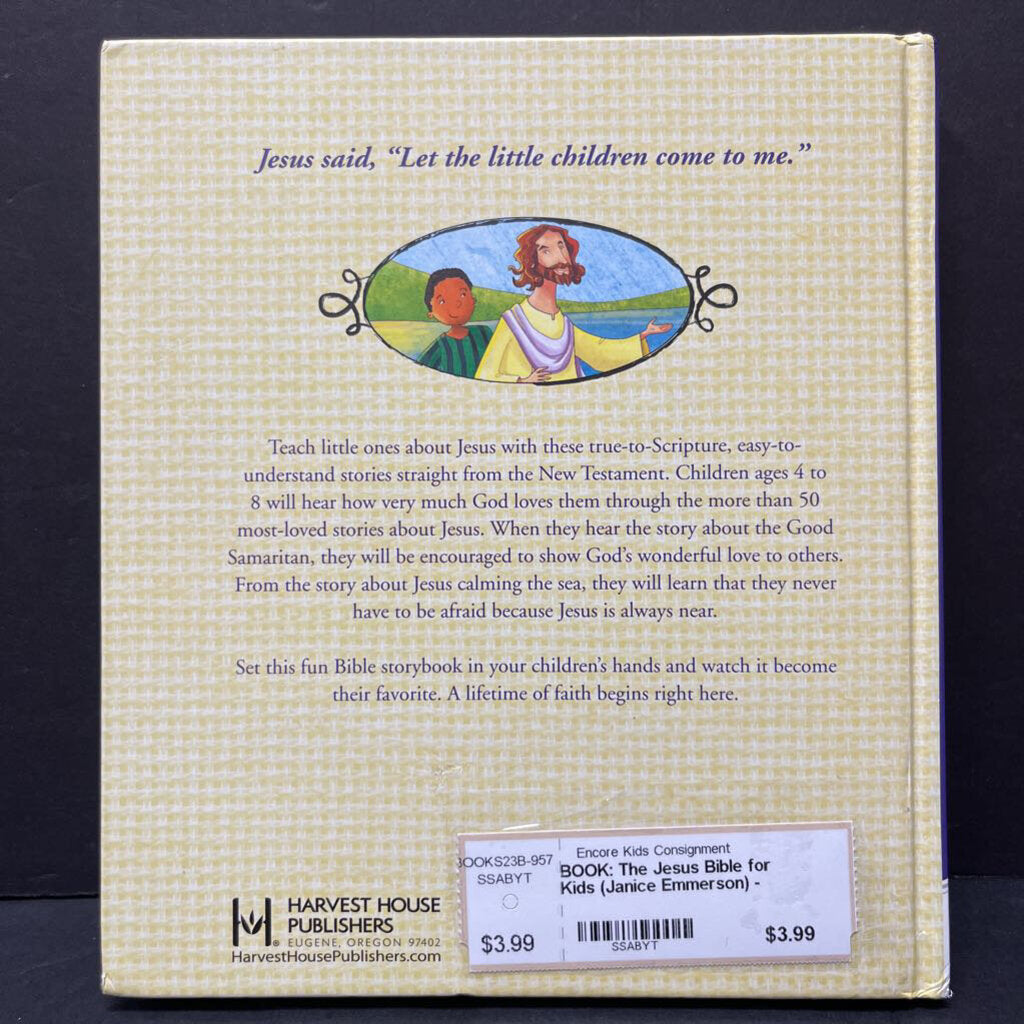 Jesus said, “Let the little children come to me.”
Teach little ones about Jesus with these true-to-Scripture, easy-to-
understand stories straight from the New Testament. Children ages 4 to
8 will hear how very much God loves them through the more than 50
most-loved stories about Jesus. When they hear the story about the Good
Samaritan, they will be encouraged to show God’s wonderful love to others.
From the story about Jesus calming the sea, they will learn that they never
have to be afraid because Jesus is always near.
Set this fun Bible storybook in your children’s hands and watch it become
their favorite. A lifetime of faith begins right here.
HARVEST HOUSE
PUBLISHERS
® EUGENE, OREGON 97402
HarvestHousePublishers.com
BOOKS23B-957
SSABYT
$3.99
Encore Kids Consignment
BOOK: The Jesus Bible for
Kids (Janice Emmerson) -
SSABYT
$3.99